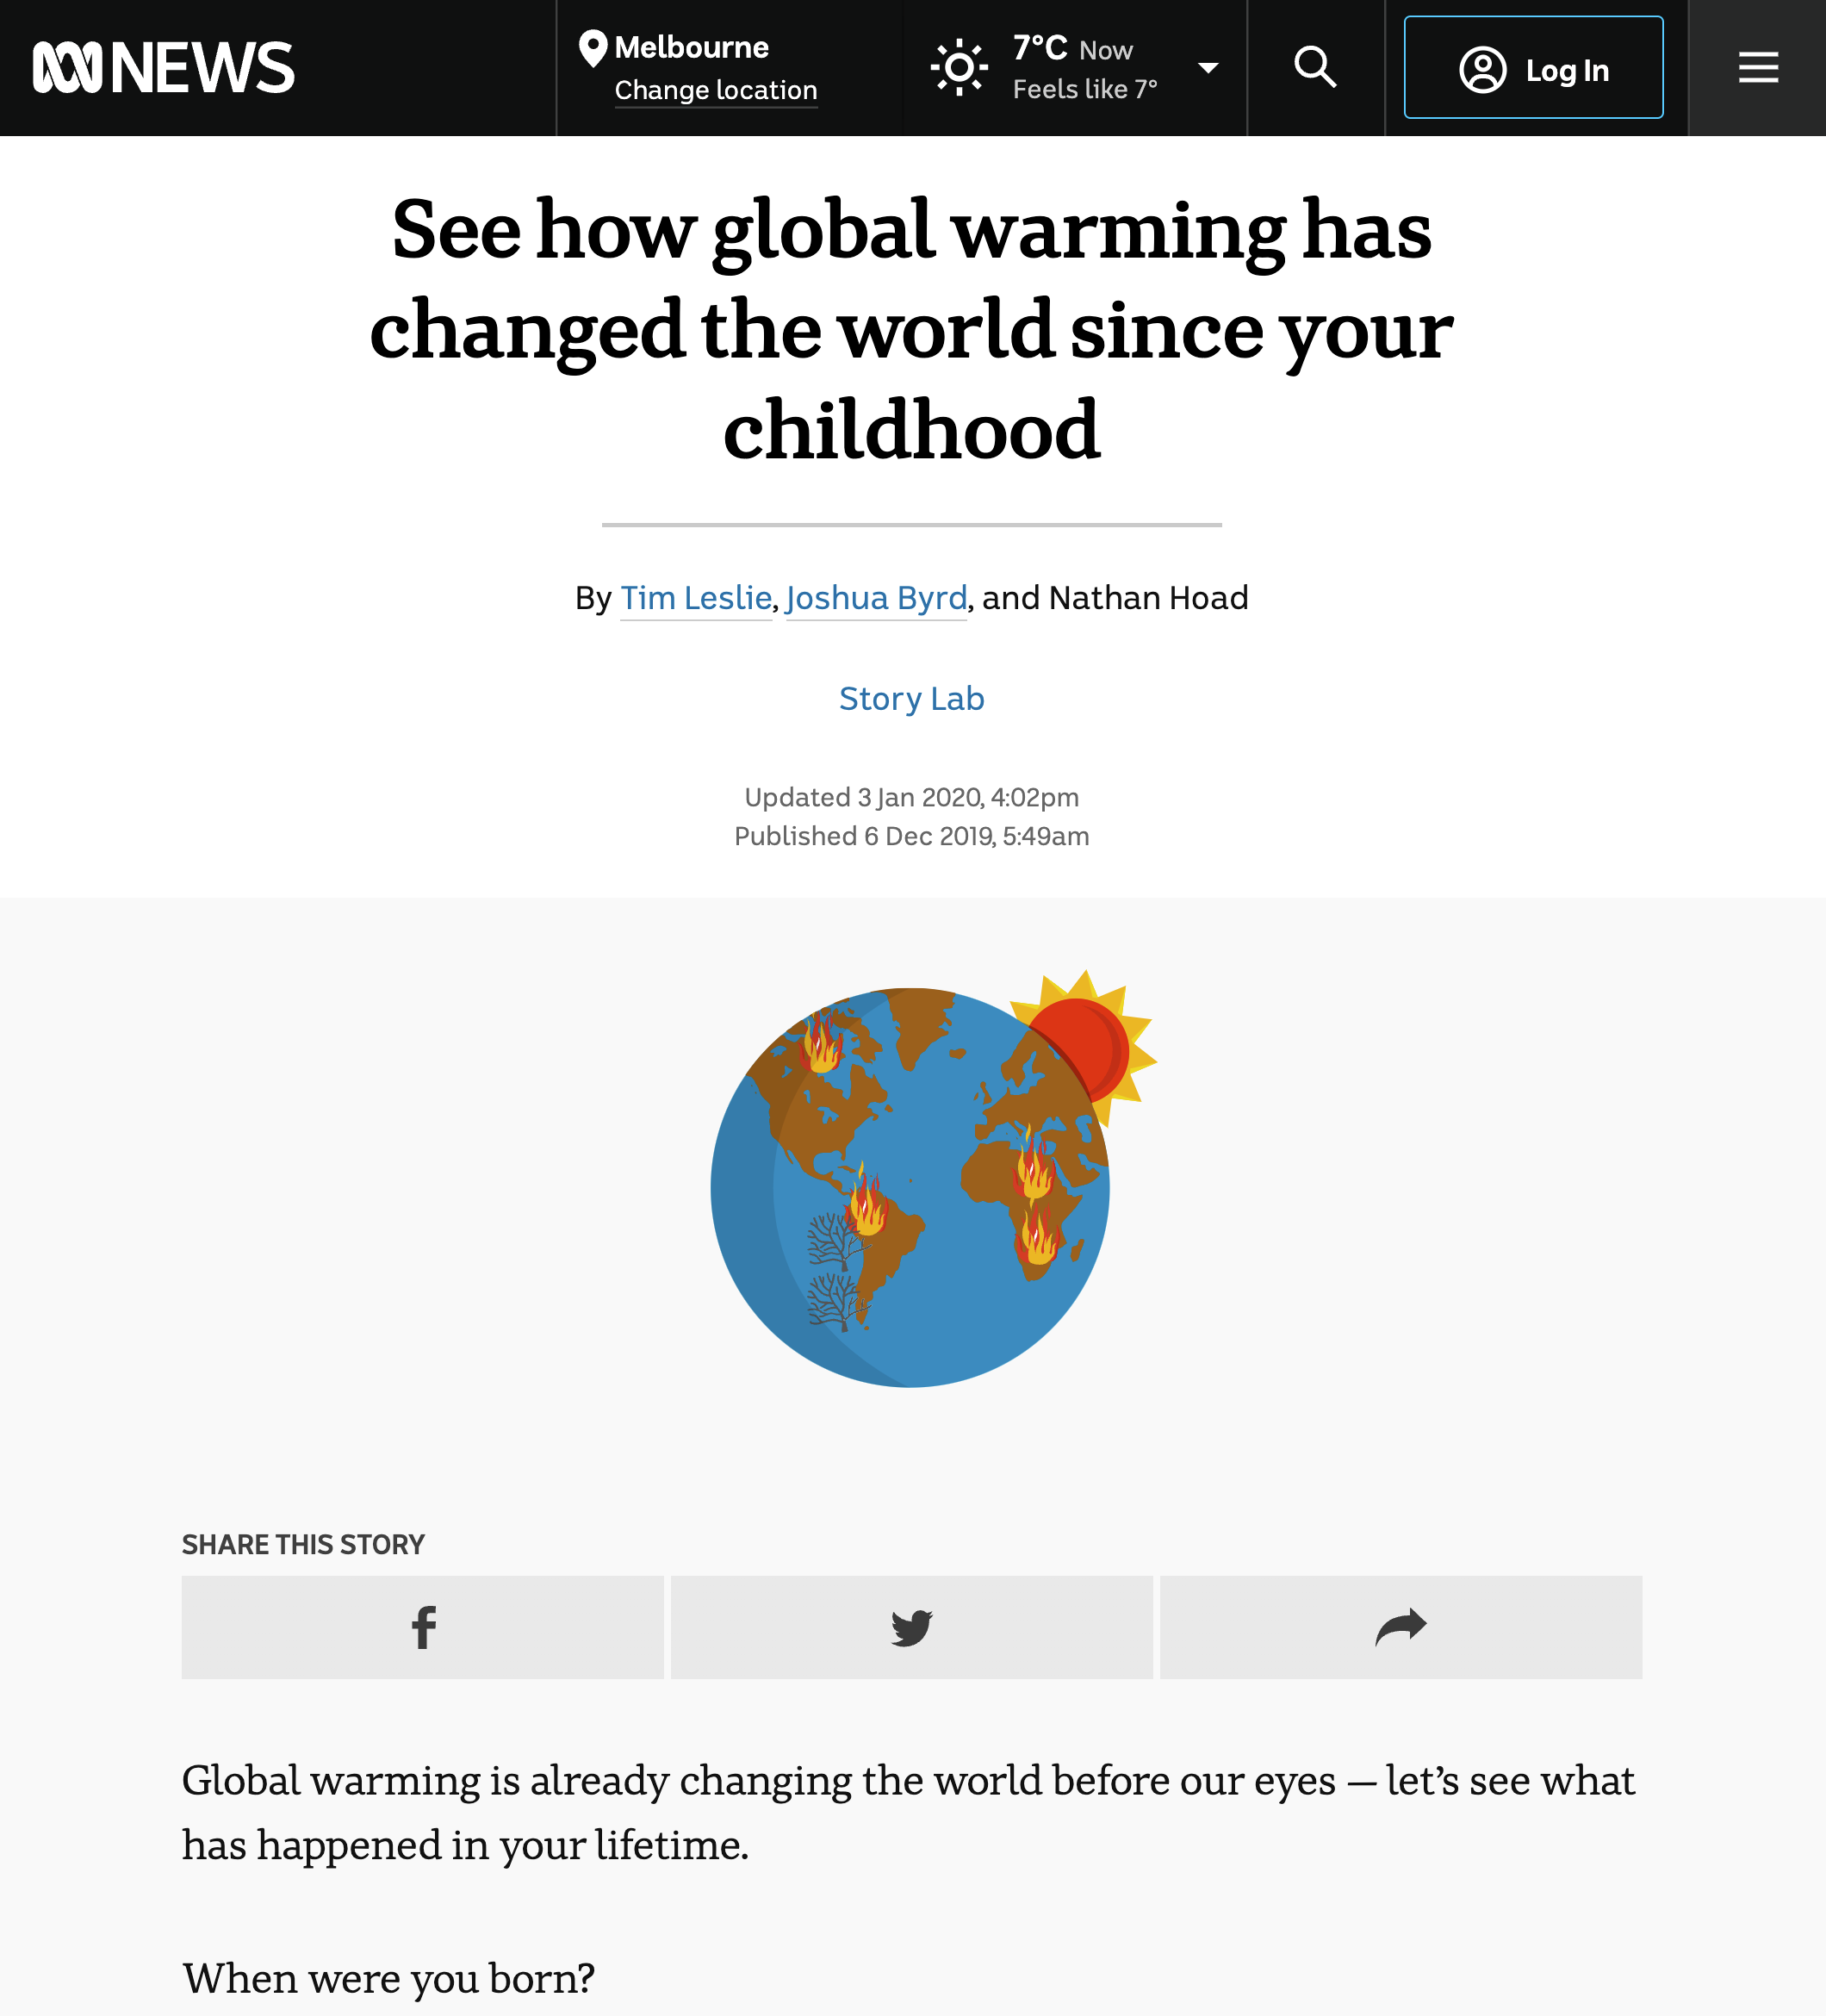 NEWS
Melbourne
Change location
7°C Now
Feels like 7°
Log In
See how global warming has
changed the world since your
childhood
By Tim Leslie, Joshua Byrd, and Nathan Hoad
Story Lab
Updated 3 Jan 2020, 4:02pm
Published 6 Dec 2019, 5:49am
SHARE THIS STORY
Global warming is already changing the world before our eyes — let’s see what
has happened in your lifetime.
When were you born?